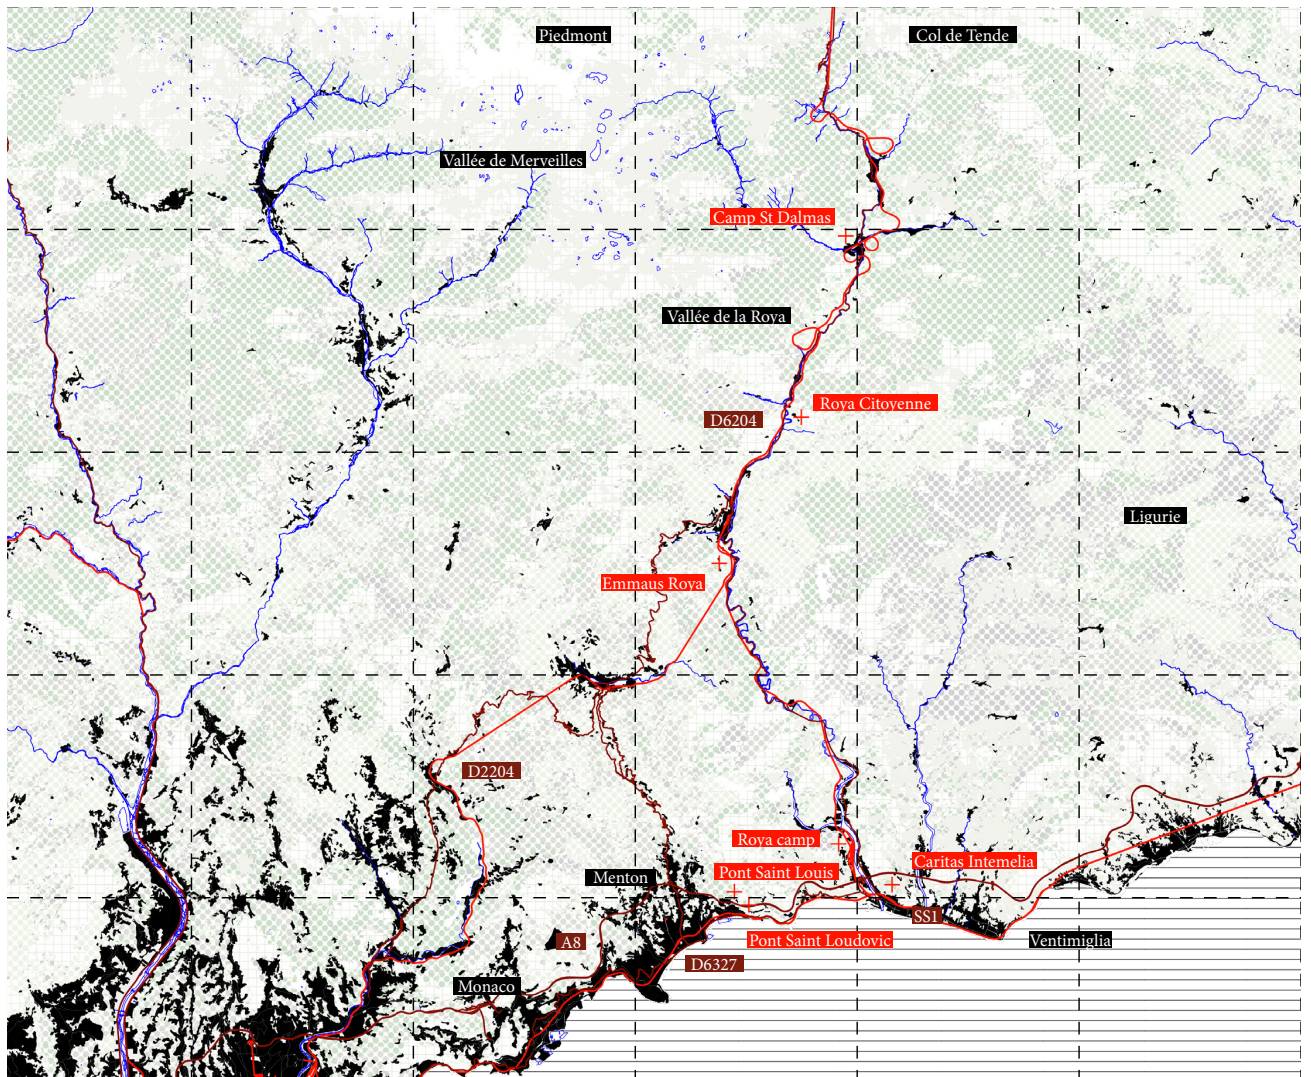 Piedmont
Col de Tende
Vallée de Merveilles
Camp St Dalmas
Vallée de la Roya
Roya Citoyenne
D6204
Ligurie
Emmaus Roya
D2204
Roya camp
Caritas Intemelia
Pont Saint Louis
Menton
SS1
A8
Pont Saint Loudovic
Ventimiglia
D6327
Monaco